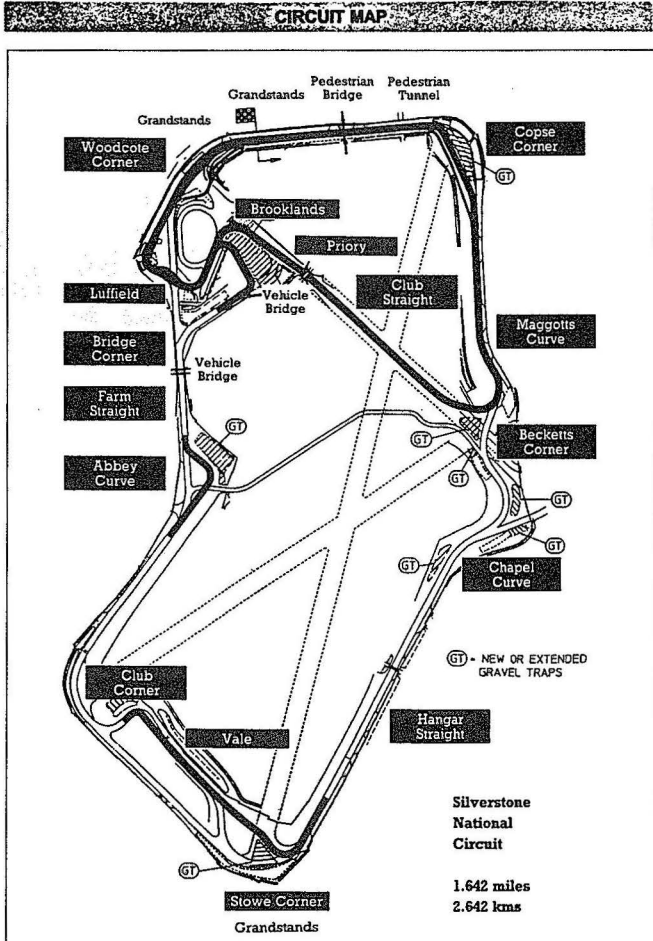 CIRCUIT MAP
Pedestrian
Bridge
Pedestrian
Tunnel
Grandstands
Grandstands
Woodcote
Corner
Copse
Corner
GT
Brooklands
Priory
Club
Straight
Luffield
Vehicle
Bridge
Bridge
Corner
Maggotts
Curve
Vehicle
Bridge
Farm
Straight
GT
GT
Becketts
Corner
Abbey
Curve
GT
GT
GT
GT
Chapel
Curve
GT - NEW OR EXTENDED
GRAVEL TRAPS
Club
Corner
Vale
Hangar
Straight
Silverstone
National
Circuit
1.642 miles
2.642 kms
GT
Stowe Corner
Grandstands